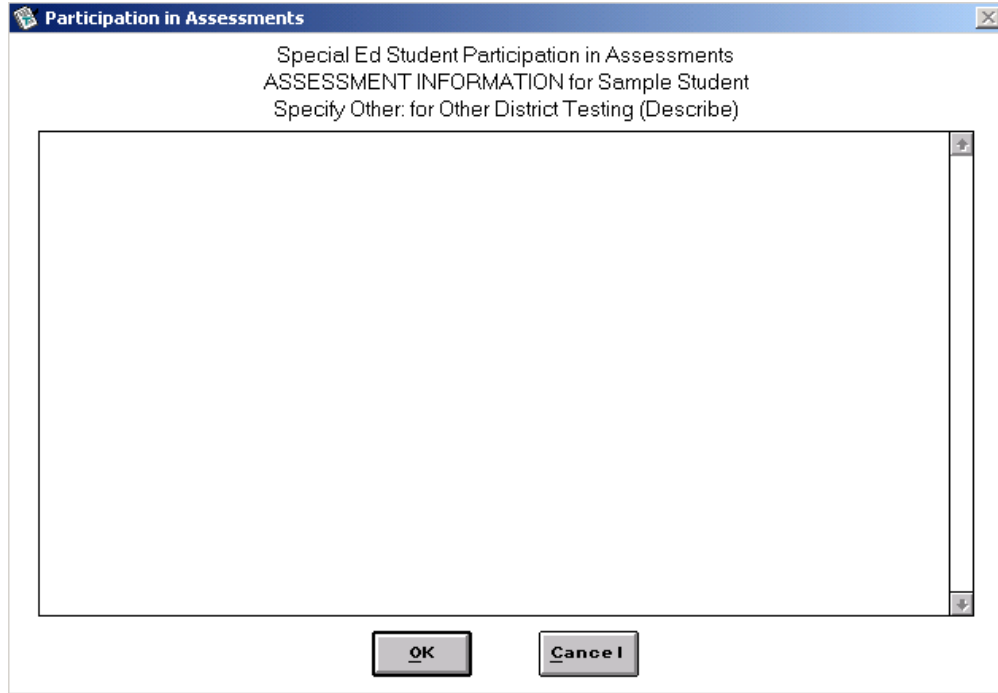 Participation in Assessments
Special Ed Student Participation in Assessments
ASSESSMENT INFORMATION for Sample Student
Specify Other: for Other District Testing (Describe)
OK
Cancel